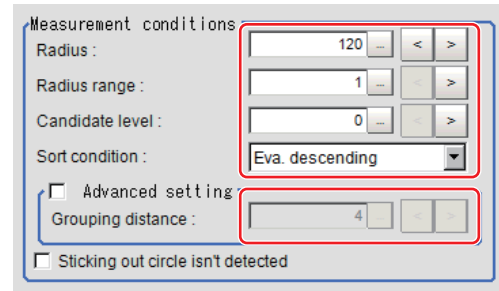 Measurement conditions
Radius : 120 ... < >
Radius range : 1 ... < >
Candidate level : 0 ... < >
Sort condition : Eva. descending
Advanced setting
Grouping distance : 4 ... < >
Sticking out circle isn't detected